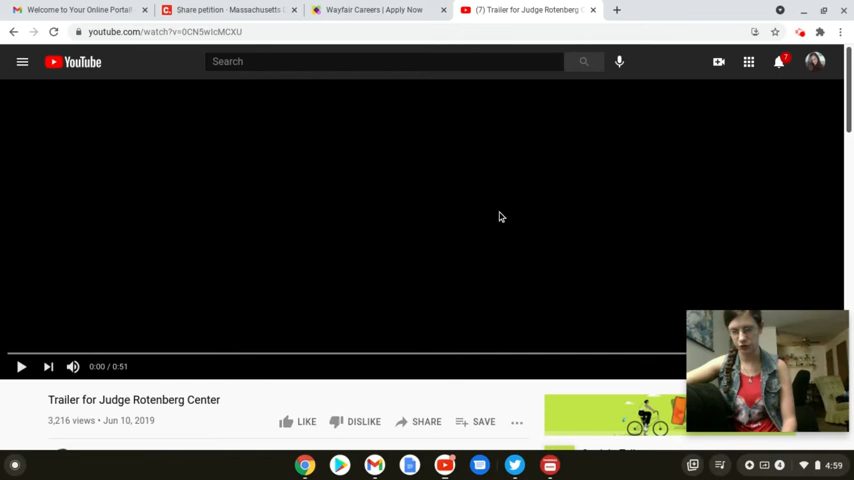 Welcome to Your Online Portal
Share petition · Massachusetts
Wayfair Careers | Apply Now
(7) Trailer for Judge Rotenberg C
youtube.com/watch?v=0CN5wIcMCXU
YouTube
Search
7
0:00 / 0:51
Trailer for Judge Rotenberg Center
3,216 views • Jun 10, 2019
LIKE
DISLIKE
SHARE
SAVE
4
4:59